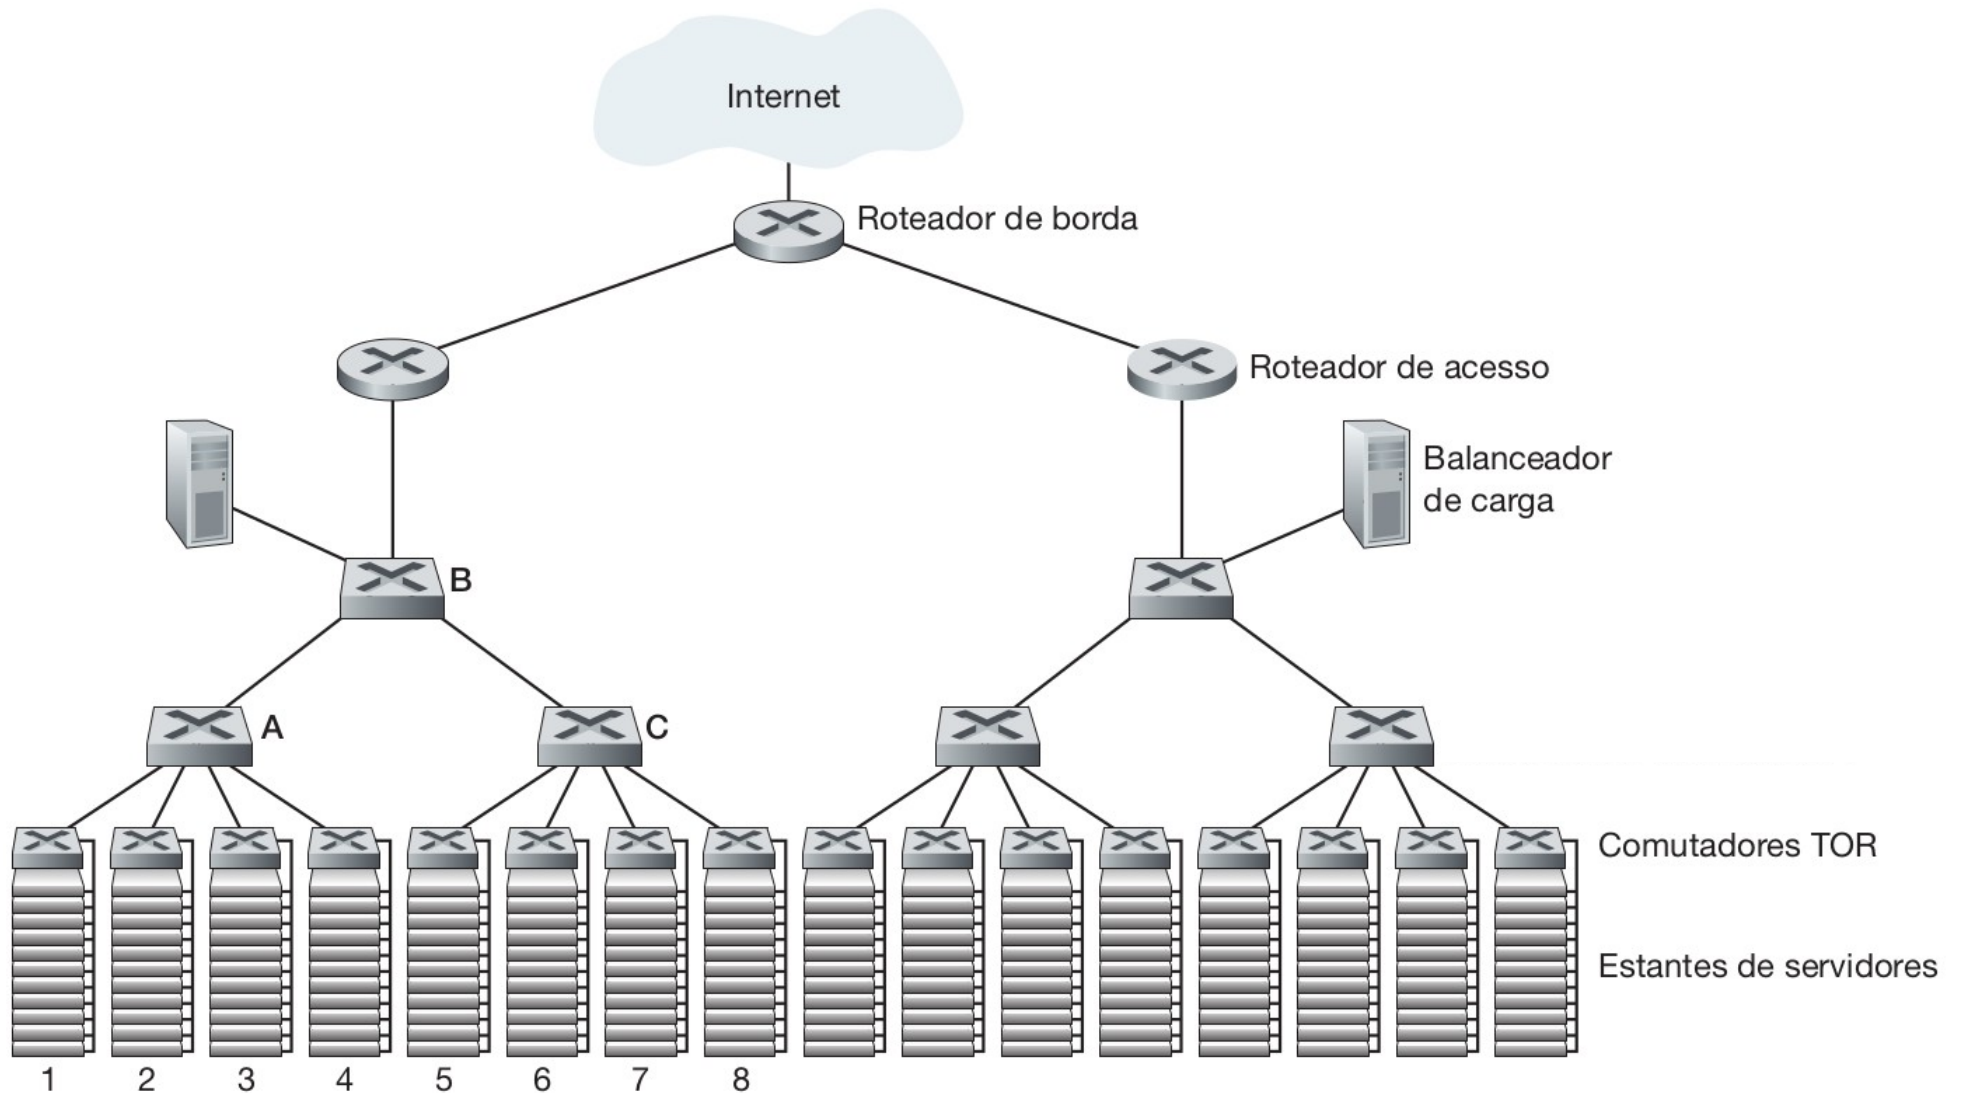 Internet
Roteador de borda
Roteador de acesso
Balanceador
de carga
B
A
C
Comutadores TOR
Estantes de servidores
1 2 3 4 5 6 7 8